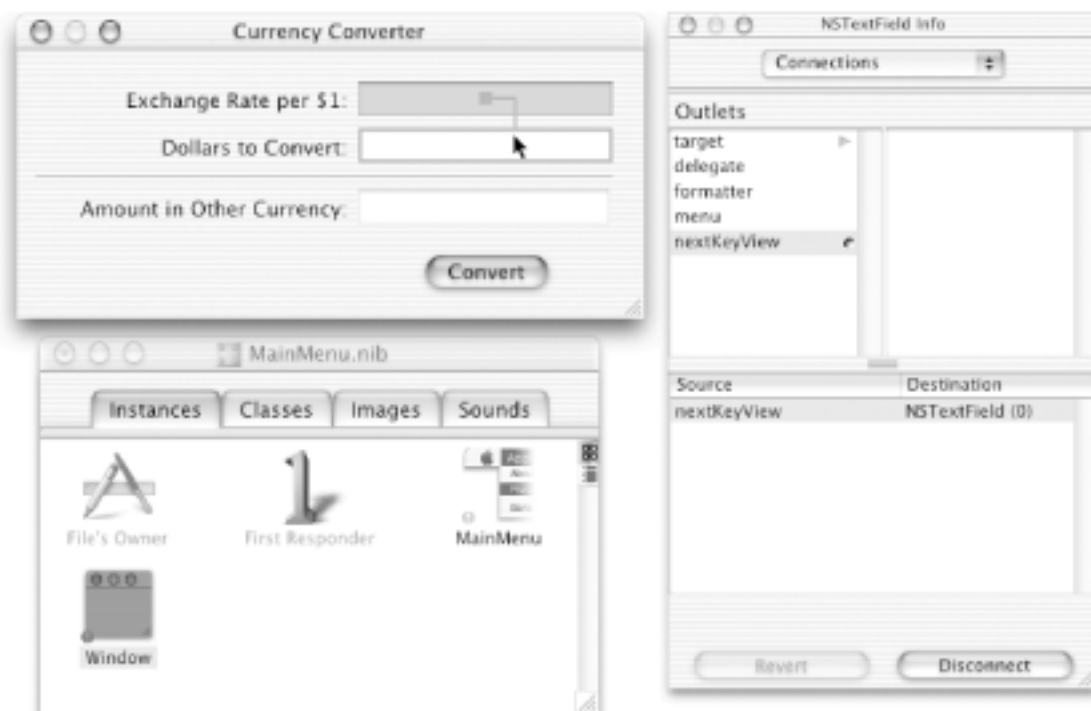 Currency Converter
Exchange Rate per $1:
Dollars to Convert:
Amount in Other Currency:
Convert
MainMenu.nib
Instances
Classes
Images
Sounds
File's Owner
First Responder
MainMenu
Window
NSTextField Info
Connections
Outlets
target
delegate
formatter
menu
nextKeyView
Source
Destination
nextKeyView
NSTextField (0)
Revert
Disconnect